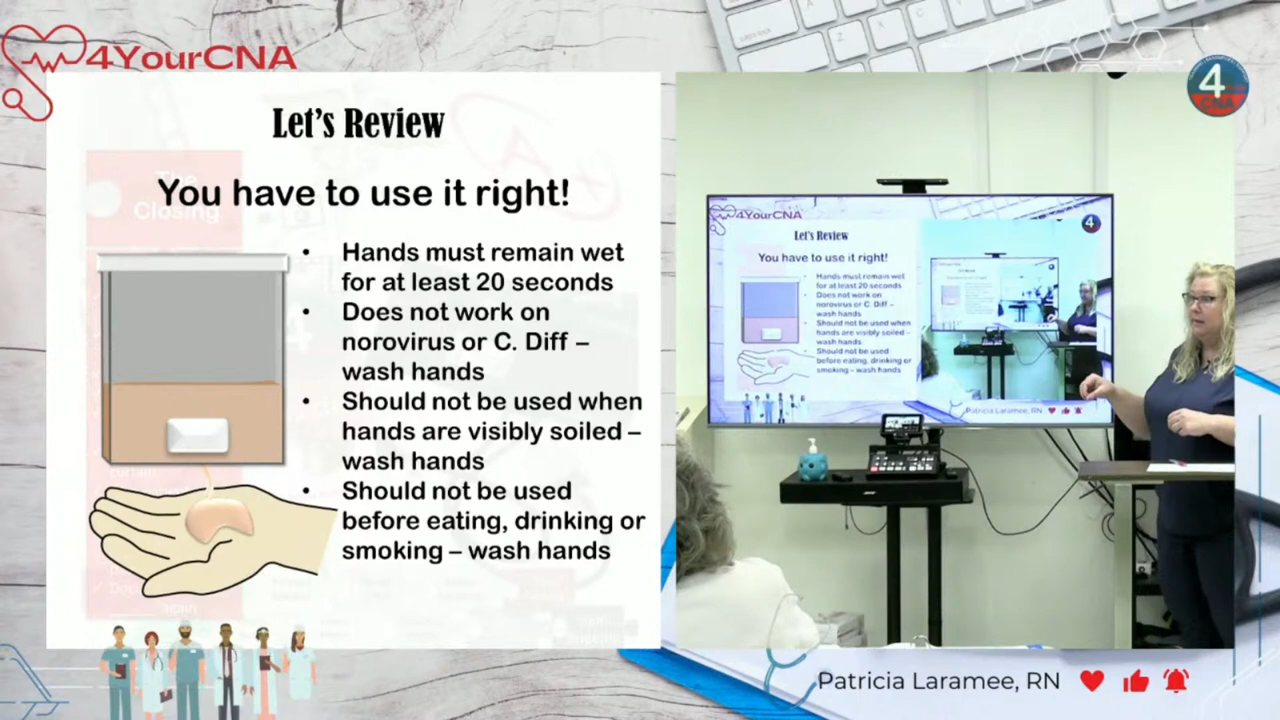 4YourCNA
Let's Review
You have to use it right!
• Hands must remain wet
for at least 20 seconds
• Does not work on
norovirus or C. Diff –
wash hands
• Should not be used when
hands are visibly soiled –
wash hands
• Should not be used
before eating, drinking or
smoking – wash hands
The
Closing
4
CNA
4YourCNA
Let's Review
You have to use it right!
• Hands must remain wet
for at least 20 seconds
• Does not work on
norovirus or C. Diff –
wash hands
• Should not be used when
hands are visibly soiled –
wash hands
• Should not be used
before eating, drinking or
smoking – wash hands
4
Patricia Laramee, RN
Patricia Laramee, RN